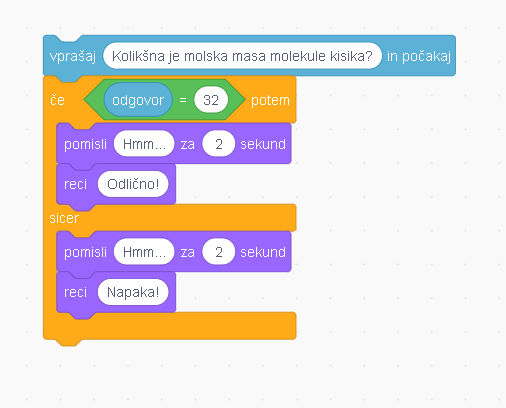 vprašaj Kolikšna je molska masa molekule kisika? in počakaj
če odgovor = 32 potem
pomisli Hmm... za 2 sekund
reci Odlično!
sicer
pomisli Hmm... za 2 sekund
reci Napaka!